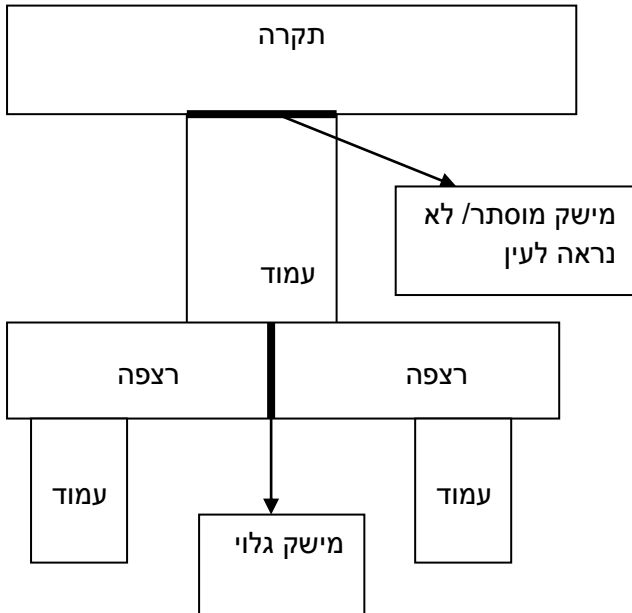 תקרה
מישק מוסתר/ לא
נראה לעין
עמוד
רצפה
רצפה
עמוד
עמוד
מישק גלוי